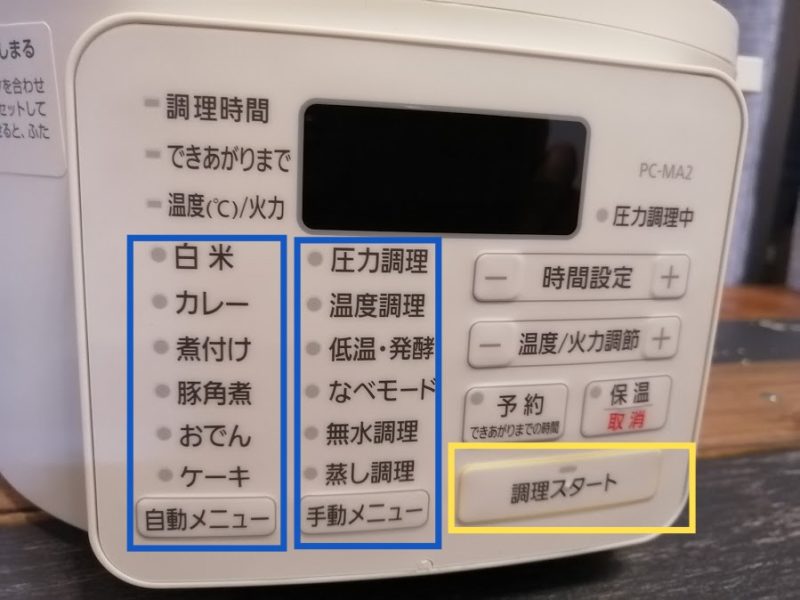 しまる
を合わせ
セットして
ると、ふた
調理時間
できあがりまで
温度(℃)/火力
PC-MA2
圧力調理中
白米
カレー
煮付け
豚角煮
おでん
ケーキ
自動メニュー
圧力調理
温度調理
低温・発酵
なべモード
無水調理
蒸し調理
手動メニュー
− 時間設定 +
− 温度/火力調節 +
予約
できあがりまでの時間
保温
取消
調理スタート